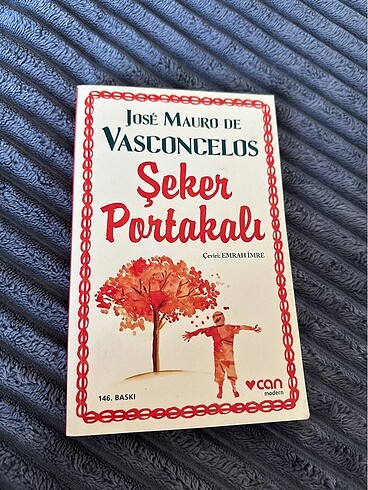 JOSÉ MAURO DE
VASCONCELOS
Şeker
Portakalı
Çeviri: EMRAH İMRE
can
modern
146. BASKI